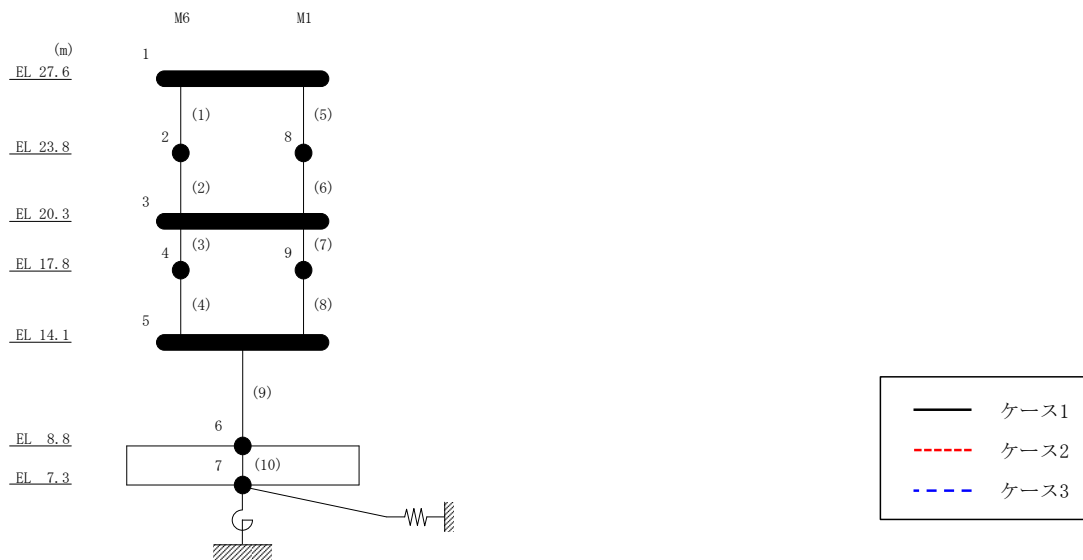 M6 M1
(m)
1
EL 27.6
(1) (5)
2 8
EL 23.8
(2) (6)
3
EL 20.3
(3) (7)
4 9
EL 17.8
(4) (8)
5
EL 14.1
(9)
ケース1
6
EL 8.8
ケース2
7 (10)
EL 7.3
ケース3